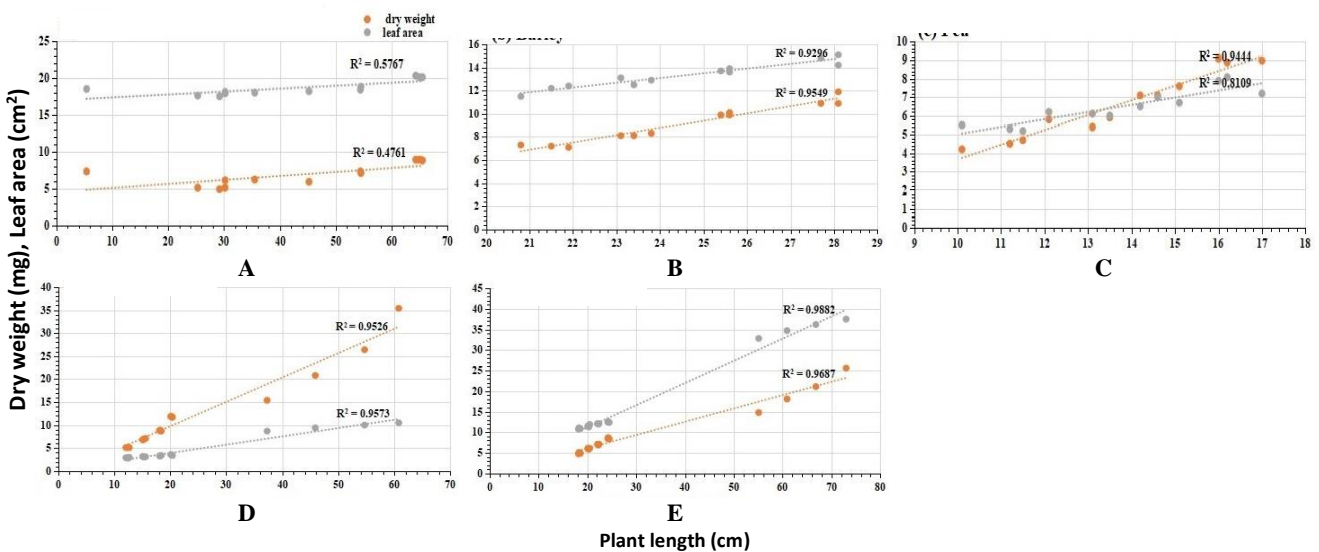 dry weight
leaf area
Dry weight (mg), Leaf area (cm²)
25
20
15
10
5
0
R² = 0.5767
R² = 0.4761
0 10 20 30 40 50 60 70
A
(b) Barley
16
14
12
10
8
6
4
2
0
R² = 0.9296
R² = 0.9549
20 21 22 23 24 25 26 27 28 29
B
(c) Pea
10
9
8
7
6
5
4
3
2
1
0
R² = 0.9444
R² = 0.8109
9 10 11 12 13 14 15 16 17 18
C
40
35
30
25
20
15
10
5
0
R² = 0.9526
R² = 0.9573
0 10 20 30 40 50 60 70
D
45
40
35
30
25
20
15
10
5
0
R² = 0.9882
R² = 0.9687
0 10 20 30 40 50 60 70 80
E
Plant length (cm)